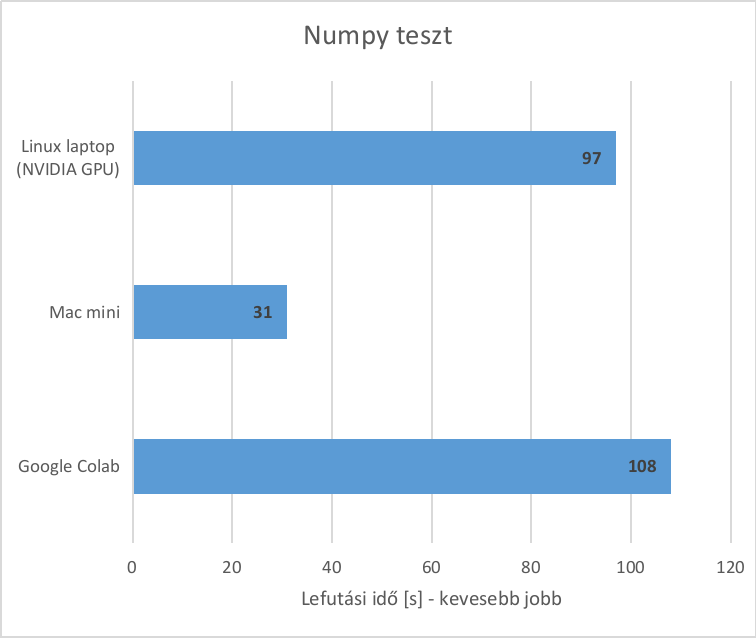 Numpy teszt
Linux laptop
(NVIDIA GPU)
97
Mac mini
31
Google Colab
108
0 20 40 60 80 100 120
Lefutási idő [s] - kevesebb jobb